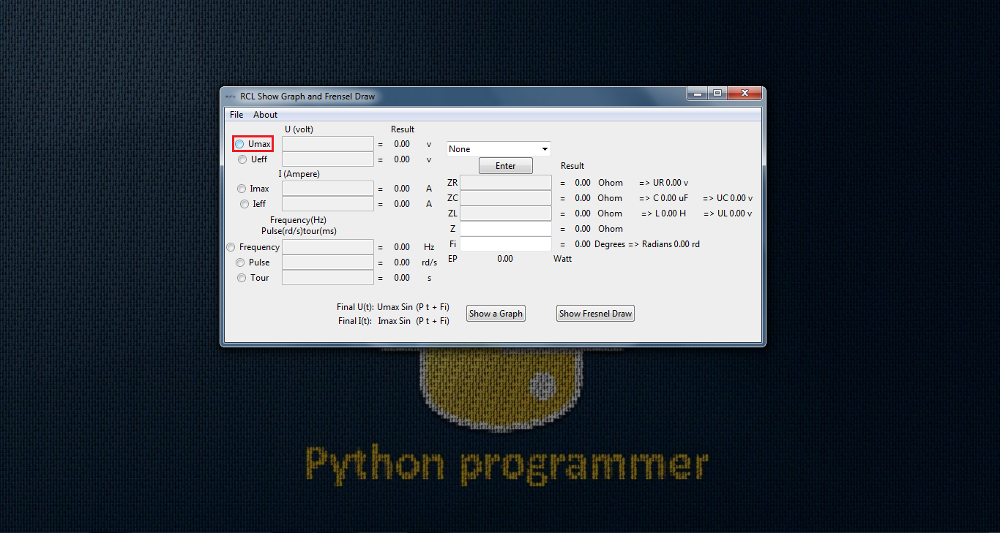 RCL Show Graph and Frensel Draw
File About
U (volt) Result
Umax = 0.00 v
Ueff = 0.00 v
I (Ampere)
Imax = 0.00 A
Ieff = 0.00 A
Frequency(Hz)
Pulse(rd/s)tour(ms)
Frequency = 0.00 Hz
Pulse = 0.00 rd/s
Tour = 0.00 s
None
Enter Result
ZR = 0.00 Ohom => UR 0.00 v
ZC = 0.00 Ohom => C 0.00 uF => UC 0.00 v
ZL = 0.00 Ohom => L 0.00 H => UL 0.00 v
Z = 0.00 Ohom
Fi = 0.00 Degrees => Radians 0.00 rd
EP 0.00 Watt
Final U(t): Umax Sin (P t + Fi)
Final I(t): Imax Sin (P t + Fi)
Show a Graph Show Fresnel Draw
Python programmer